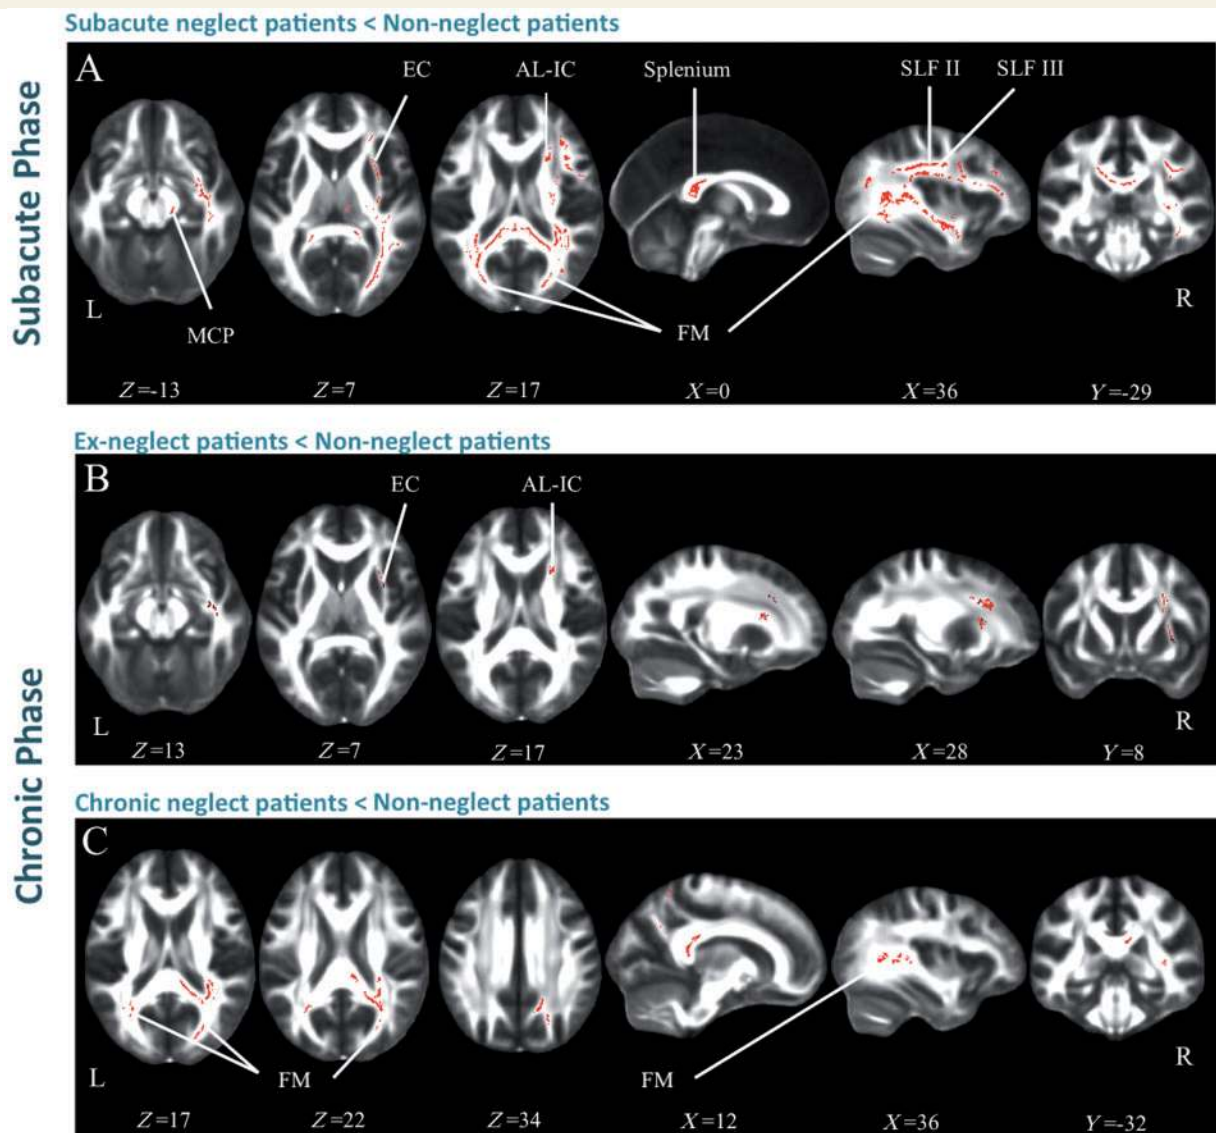 Subacute neglect patients < Non-neglect patients
Subacute Phase
A
EC
AL-IC
Splenium
SLF II
SLF III
L
MCP
FM
R
Z=-13
Z=7
Z=17
X=0
X=36
Y=-29
Chronic Phase
Ex-neglect patients < Non-neglect patients
B
EC
AL-IC
L
R
Z=13
Z=7
Z=17
X=23
X=28
Y=8
Chronic neglect patients < Non-neglect patients
C
L
FM
FM
R
Z=17
Z=22
Z=34
X=12
X=36
Y=-32